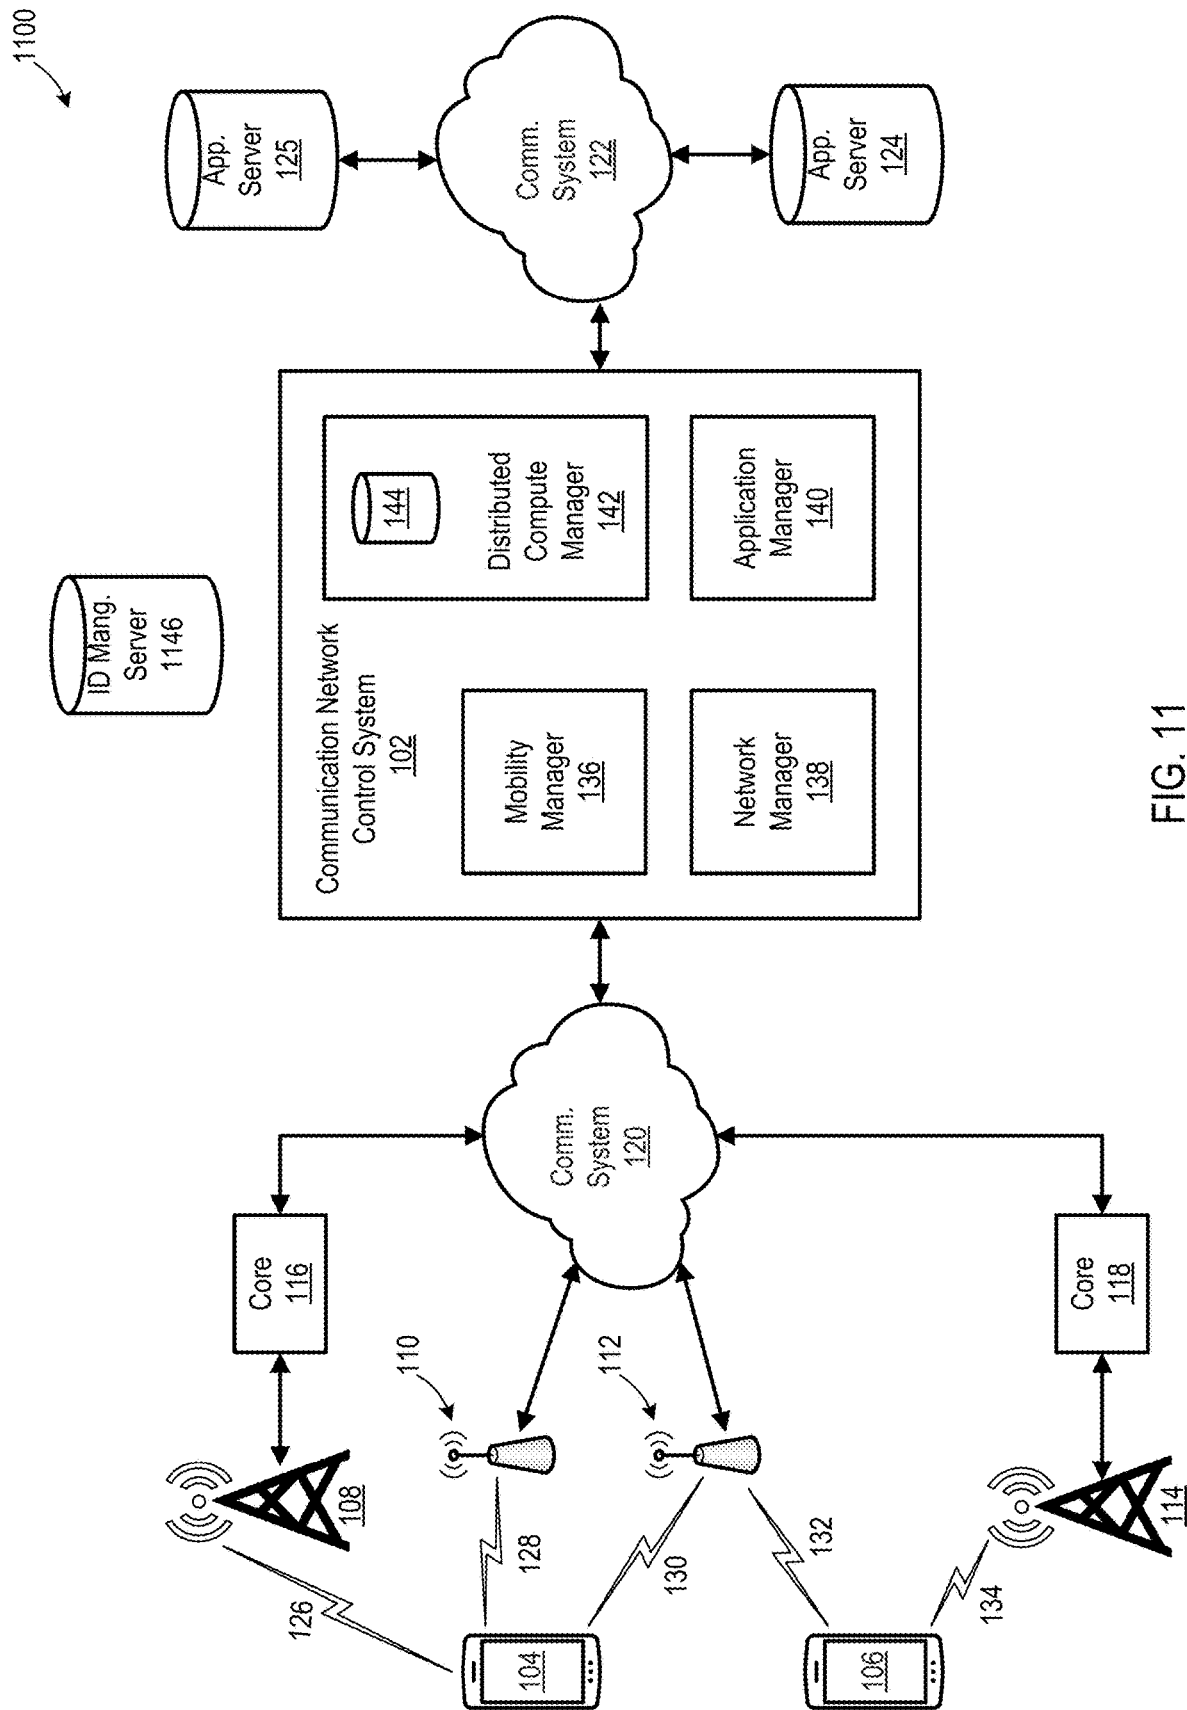 1100
App.
Server
125
Comm.
System
122
App.
Server
124
ID Mang.
Server
1146
Communication Network
Control System
102
144
Distributed
Compute
Manager
142
Application
Manager
140
Mobility
Manager
136
Network
Manager
138
Comm.
System
120
Core
116
Core
118
110
112
108
114
126
128
130
132
134
104
106
FIG. 11